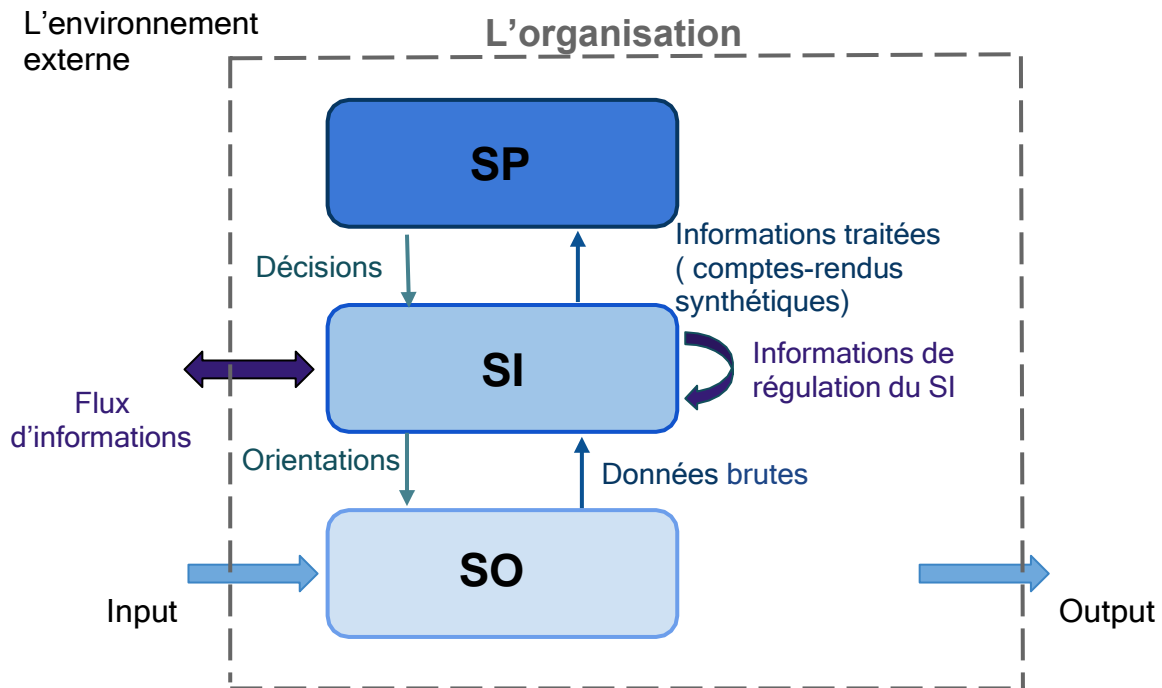 L'environnement
externe
L'organisation
SP
Décisions
Informations traitées
( comptes-rendus
synthétiques)
SI
Informations de
régulation du SI
Flux
d'informations
Orientations
Données brutes
SO
Input
Output